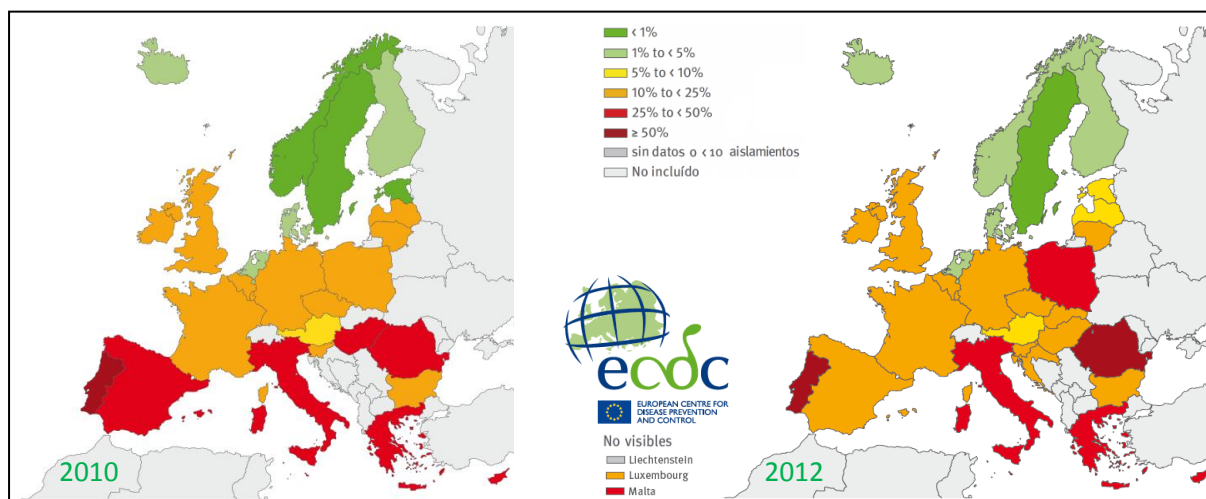 < 1%
1% to < 5%
5% to < 10%
10% to < 25%
25% to < 50%
≥ 50%
sin datos o < 10 aislamientos
No incluído
ecdc
EUROPEAN CENTRE FOR
DISEASE PREVENTION
AND CONTROL
No visibles
Liechtenstein
Luxembourg
Malta
2010
2012